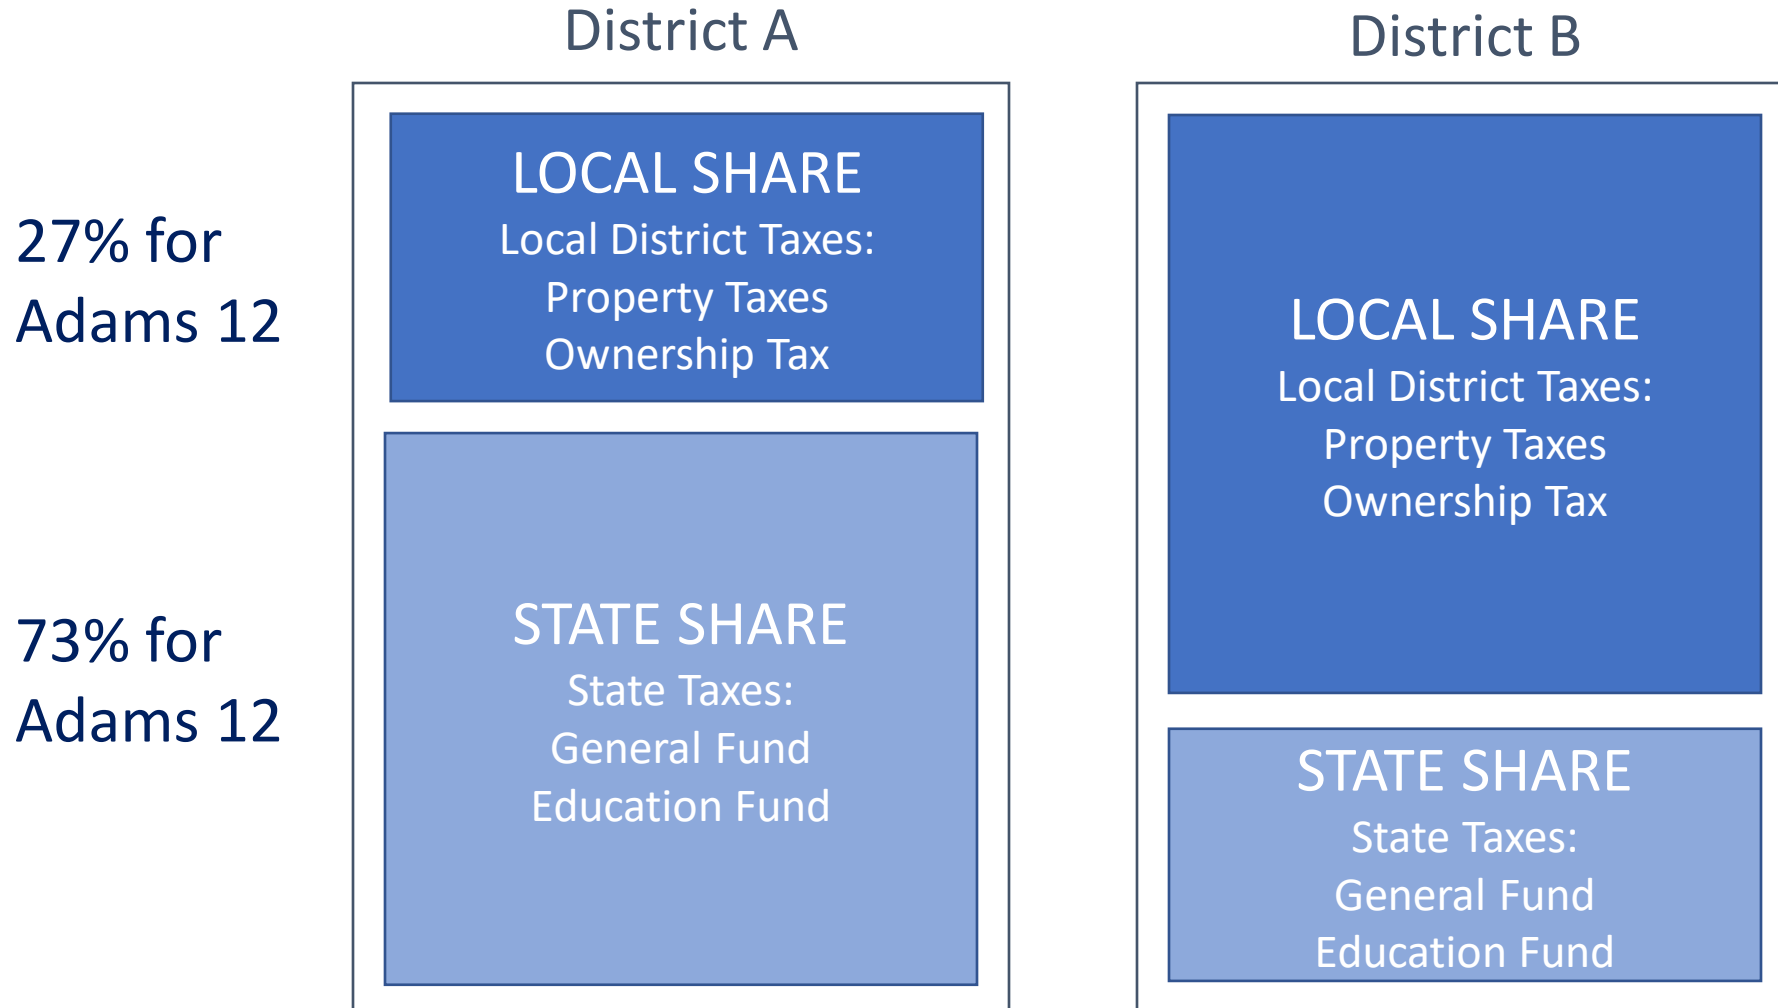 District A
District B
27% for
Adams 12
73% for
Adams 12
LOCAL SHARE
Local District Taxes:
Property Taxes
Ownership Tax
STATE SHARE
State Taxes:
General Fund
Education Fund
LOCAL SHARE
Local District Taxes:
Property Taxes
Ownership Tax
STATE SHARE
State Taxes:
General Fund
Education Fund